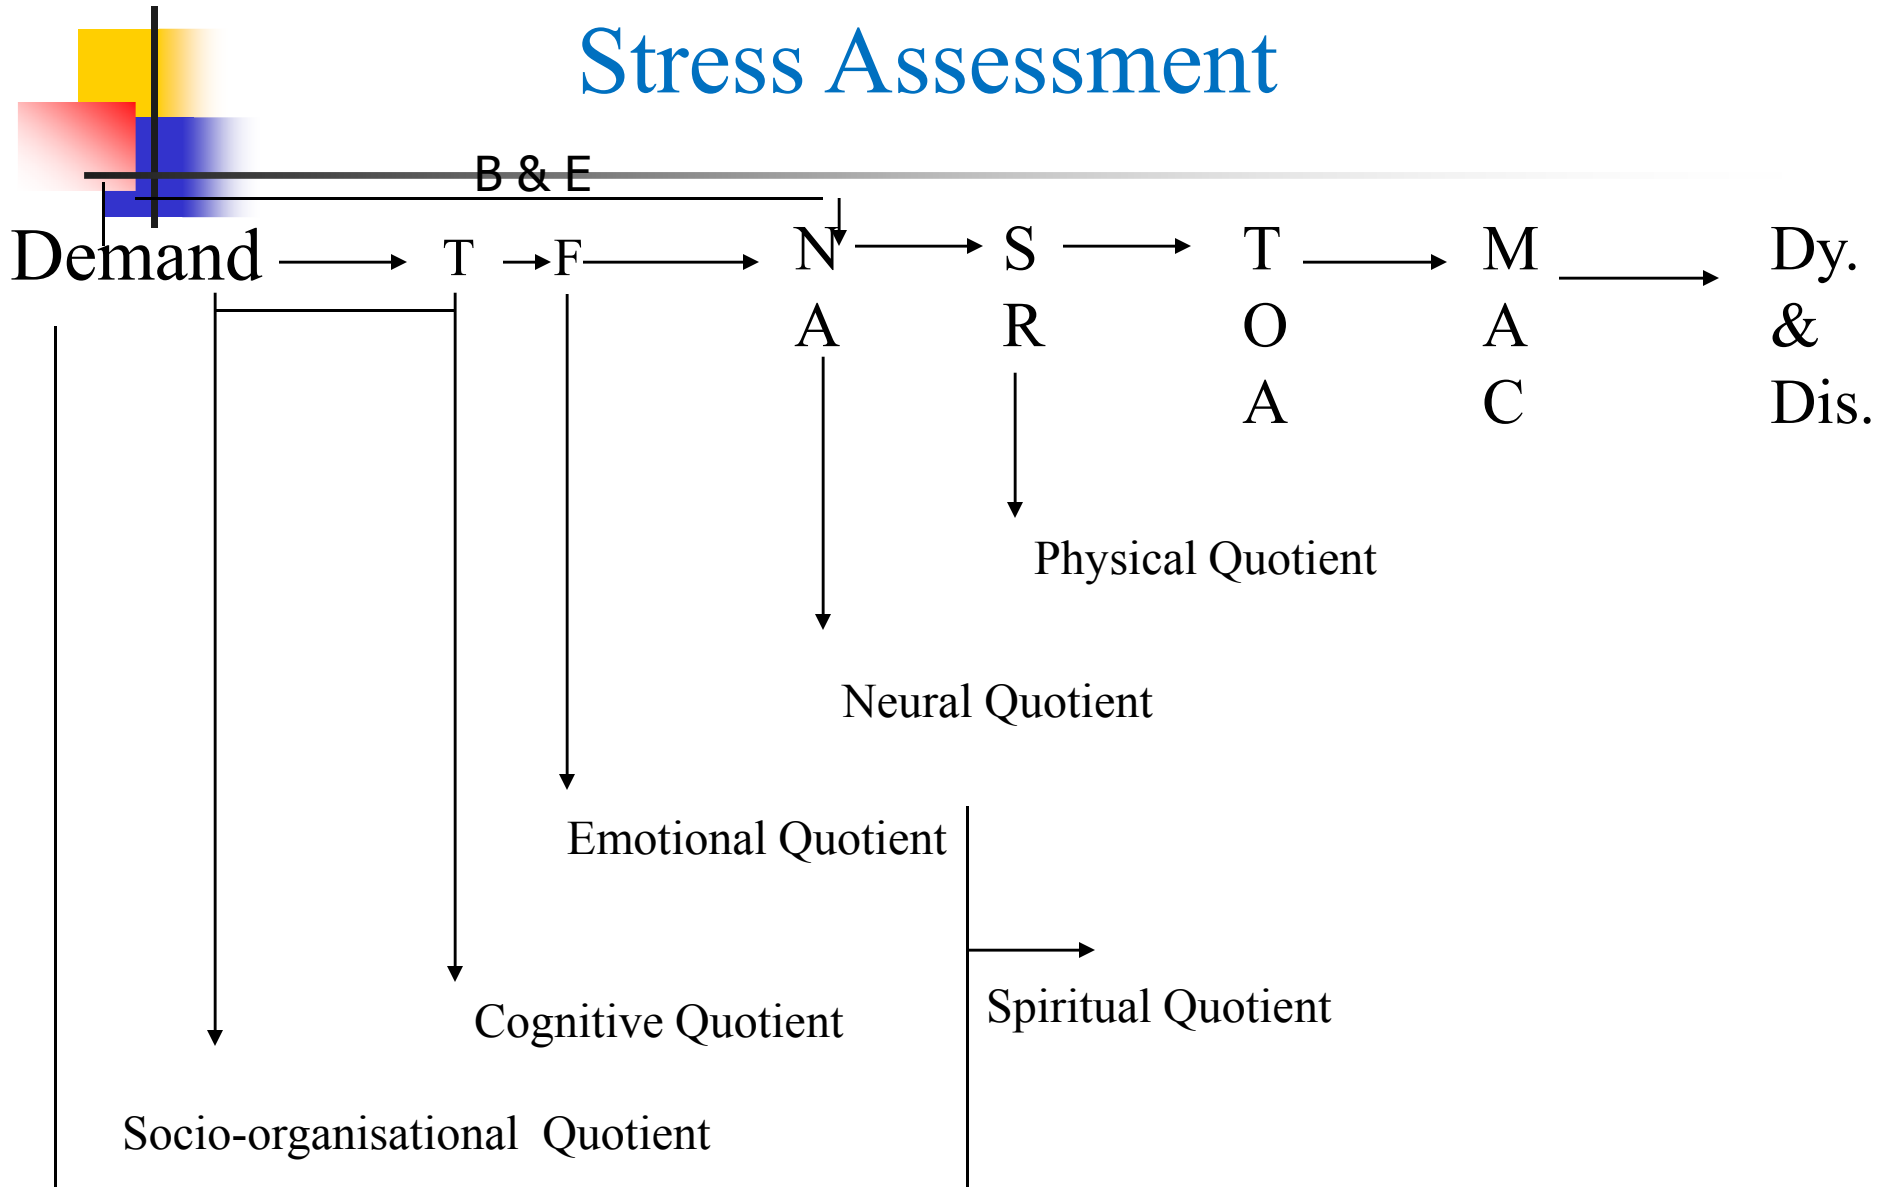 Stress Assessment
B & E
Demand T F N S T M Dy.
A R O A &
A C Dis.
Physical Quotient
Neural Quotient
Emotional Quotient
Cognitive Quotient
Spiritual Quotient
Socio-organisational Quotient